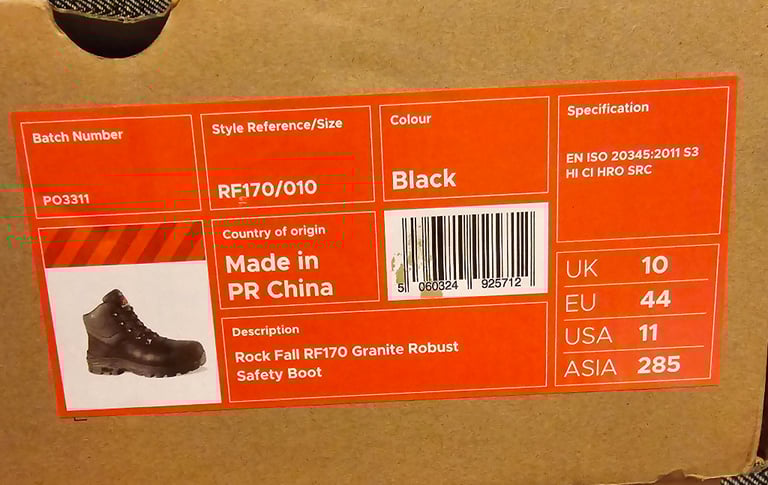 Batch Number
PO3311
Style Reference/Size
RF170/010
Colour
Black
Specification
EN ISO 20345:2011 S3
HI CI HRO SRC
Country of origin
Made in
PR China
5 060324 925712
Description
Rock Fall RF170 Granite Robust
Safety Boot
UK 10
EU 44
USA 11
ASIA 285